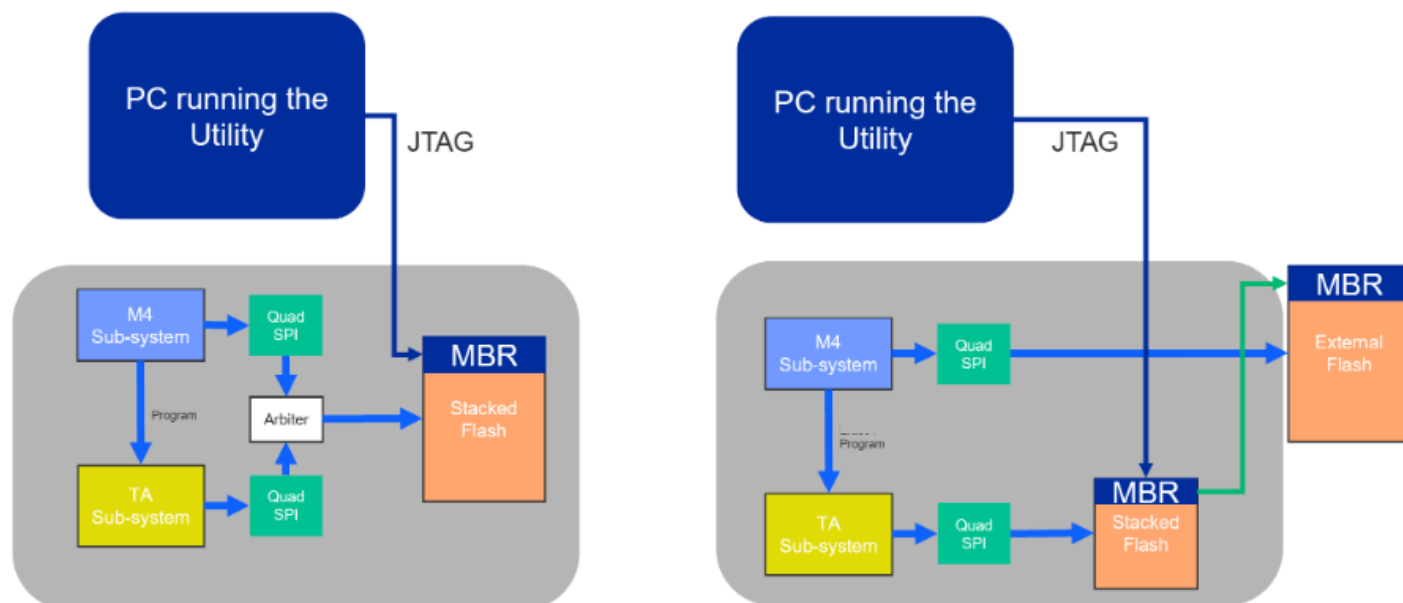 PC running the
Utility
JTAG
M4
Sub-system
Quad
SPI
MBR
Program
Arbiter
Stacked
Flash
TA
Sub-system
Quad
SPI
PC running the
Utility
JTAG
MBR
M4
Sub-system
Quad
SPI
External
Flash
Program
MBR
TA
Sub-system
Quad
SPI
Stacked
Flash